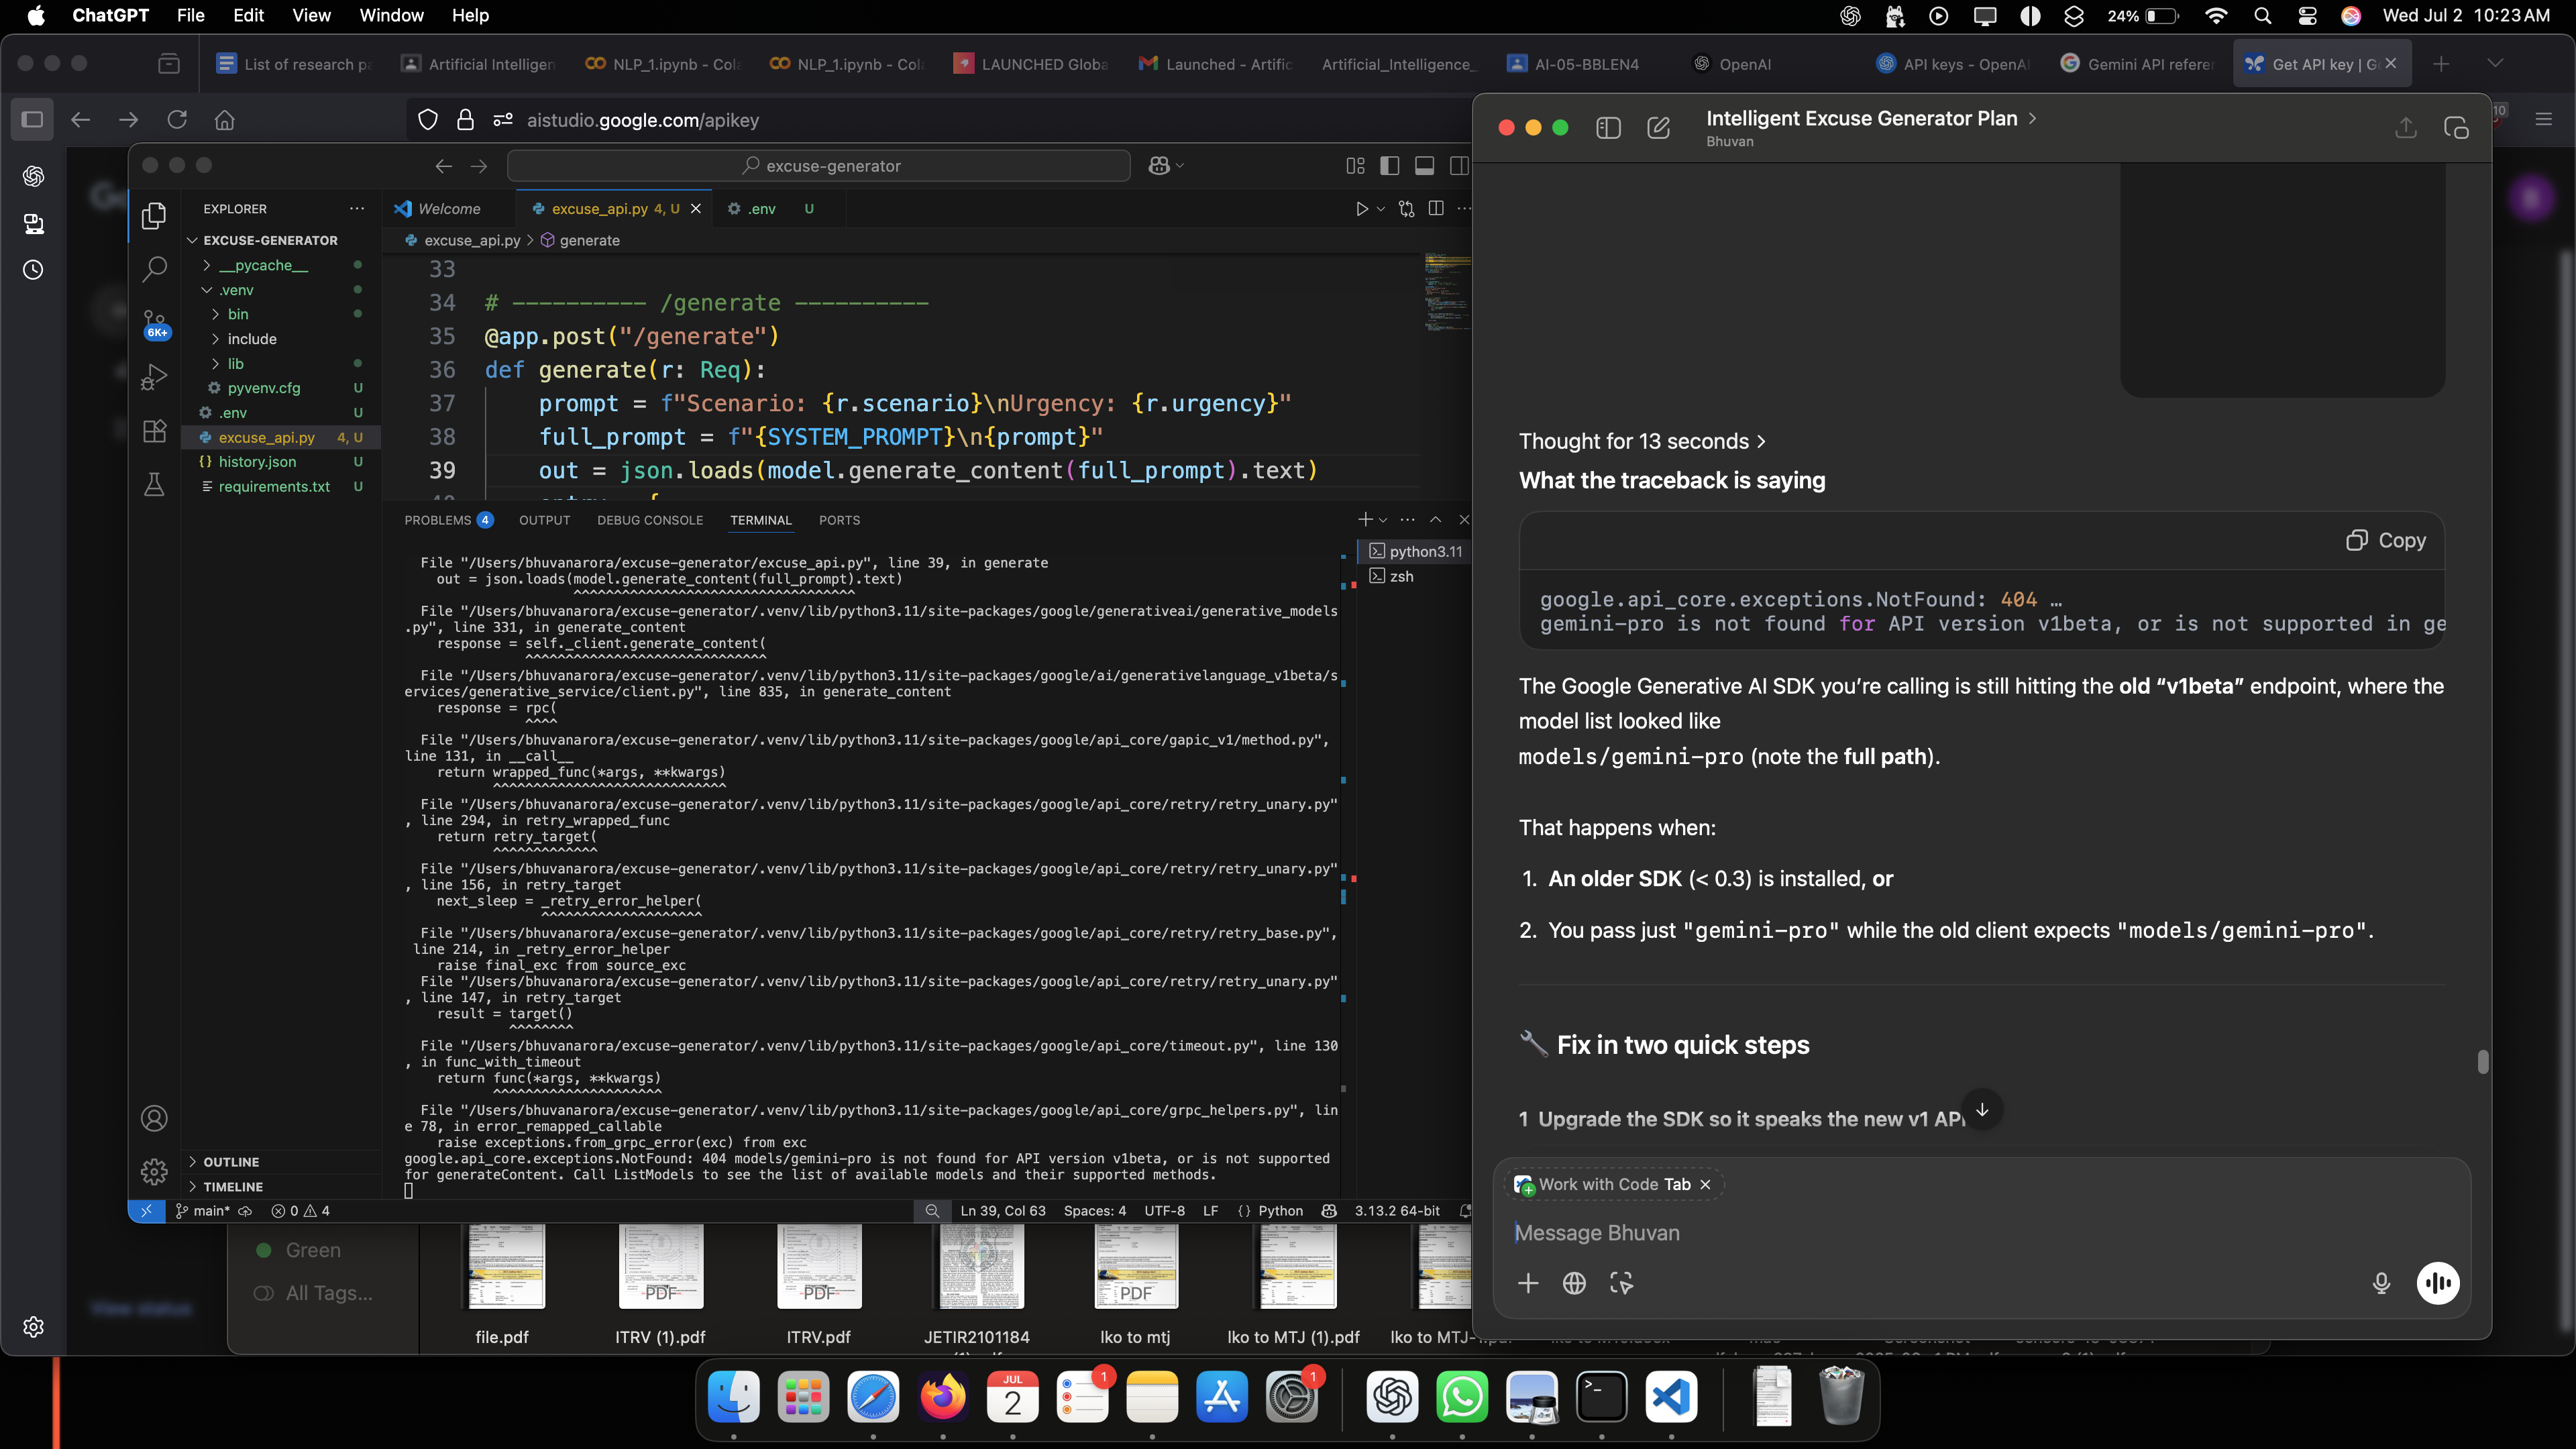 ChatGPT File Edit View Window Help
24%
Wed Jul 2 10:23 AM
List of research pa
Artificial Intelligen
NLP_1.ipynb - Cola
NLP_1.ipynb - Cola
LAUNCHED Globa
Launched - Artific
Artificial_Intelligence_
AI-05-BBLEN4
OpenAI
API keys - OpenAI
Gemini API refere
Get API key | G
aistudio.google.com/apikey
excuse-generator
EXPLORER
EXCUSE-GENERATOR
__pycache__
.venv
bin
include
lib
pyvenv.cfg U
.env U
excuse_api.py 4, U
history.json U
requirements.txt U
6K+
OUTLINE
TIMELINE
Welcome
excuse_api.py 4, U
.env U
excuse_api.py > generate
33
34 # ---------- /generate ----------
35 @app.post("/generate")
36 def generate(r: Req):
37 prompt = f"Scenario: {r.scenario}\nUrgency: {r.urgency}"
38 full_prompt = f"{SYSTEM_PROMPT}\n{prompt}"
39 out = json.loads(model.generate_content(full_prompt).text)
PROBLEMS 4 OUTPUT DEBUG CONSOLE TERMINAL PORTS
python3.11
zsh
File "/Users/bhuvanarora/excuse-generator/excuse_api.py", line 39, in generate
out = json.loads(model.generate_content(full_prompt).text)
^^^^^^^^^^^^^^^^^^^^^^^^^^^^^^^^^^^
File "/Users/bhuvanarora/excuse-generator/.venv/lib/python3.11/site-packages/google/generativeai/generative_models
.py", line 331, in generate_content
response = self._client.generate_content(
^^^^^^^^^^^^^^^^^^^^^^^^^^^^^^
File "/Users/bhuvanarora/excuse-generator/.venv/lib/python3.11/site-packages/google/ai/generativelanguage_v1beta/s
ervices/generative_service/client.py", line 835, in generate_content
response = rpc(
^^^^
File "/Users/bhuvanarora/excuse-generator/.venv/lib/python3.11/site-packages/google/api_core/gapic_v1/method.py",
line 131, in __call__
return wrapped_func(*args, **kwargs)
^^^^^^^^^^^^^^^^^^^^^^^^^^^^^
File "/Users/bhuvanarora/excuse-generator/.venv/lib/python3.11/site-packages/google/api_core/retry/retry_unary.py"
, line 294, in retry_wrapped_func
return retry_target(
^^^^^^^^^^^^^
File "/Users/bhuvanarora/excuse-generator/.venv/lib/python3.11/site-packages/google/api_core/retry/retry_unary.py"
, line 156, in retry_target
next_sleep = _retry_error_helper(
^^^^^^^^^^^^^^^^^^^^
File "/Users/bhuvanarora/excuse-generator/.venv/lib/python3.11/site-packages/google/api_core/retry/retry_base.py",
line 214, in _retry_error_helper
raise final_exc from source_exc
File "/Users/bhuvanarora/excuse-generator/.venv/lib/python3.11/site-packages/google/api_core/retry/retry_unary.py"
, line 147, in retry_target
result = target()
^^^^^^^^
File "/Users/bhuvanarora/excuse-generator/.venv/lib/python3.11/site-packages/google/api_core/timeout.py", line 130
, in func_with_timeout
return func(*args, **kwargs)
^^^^^^^^^^^^^^^^^^^^^
File "/Users/bhuvanarora/excuse-generator/.venv/lib/python3.11/site-packages/google/api_core/grpc_helpers.py", lin
e 78, in error_remapped_callable
raise exceptions.from_grpc_error(exc) from exc
google.api_core.exceptions.NotFound: 404 models/gemini-pro is not found for API version v1beta, or is not supported
for generateContent. Call ListModels to see the list of available models and their supported methods.
main* 0 4
Ln 39, Col 63 Spaces: 4 UTF-8 LF {} Python 3.13.2 64-bit
Intelligent Excuse Generator Plan >
Bhuvan
Thought for 13 seconds >
What the traceback is saying
Copy
google.api_core.exceptions.NotFound: 404 …
gemini-pro is not found for API version v1beta, or is not supported in ge
The Google Generative AI SDK you’re calling is still hitting the old “v1beta” endpoint, where the
model list looked like
models/gemini-pro (note the full path).
That happens when:
1. An older SDK (< 0.3) is installed, or
2. You pass just "gemini-pro" while the old client expects "models/gemini-pro".
Fix in two quick steps
1 Upgrade the SDK so it speaks the new v1 API
Work with Code Tab
Message Bhuvan
Green
All Tags...
View status
PDF
PDF
PDF
file.pdf
ITRV (1).pdf
ITRV.pdf
JETIR2101184
lko to mtj
lko to MTJ (1).pdf
JUL
2
1
1